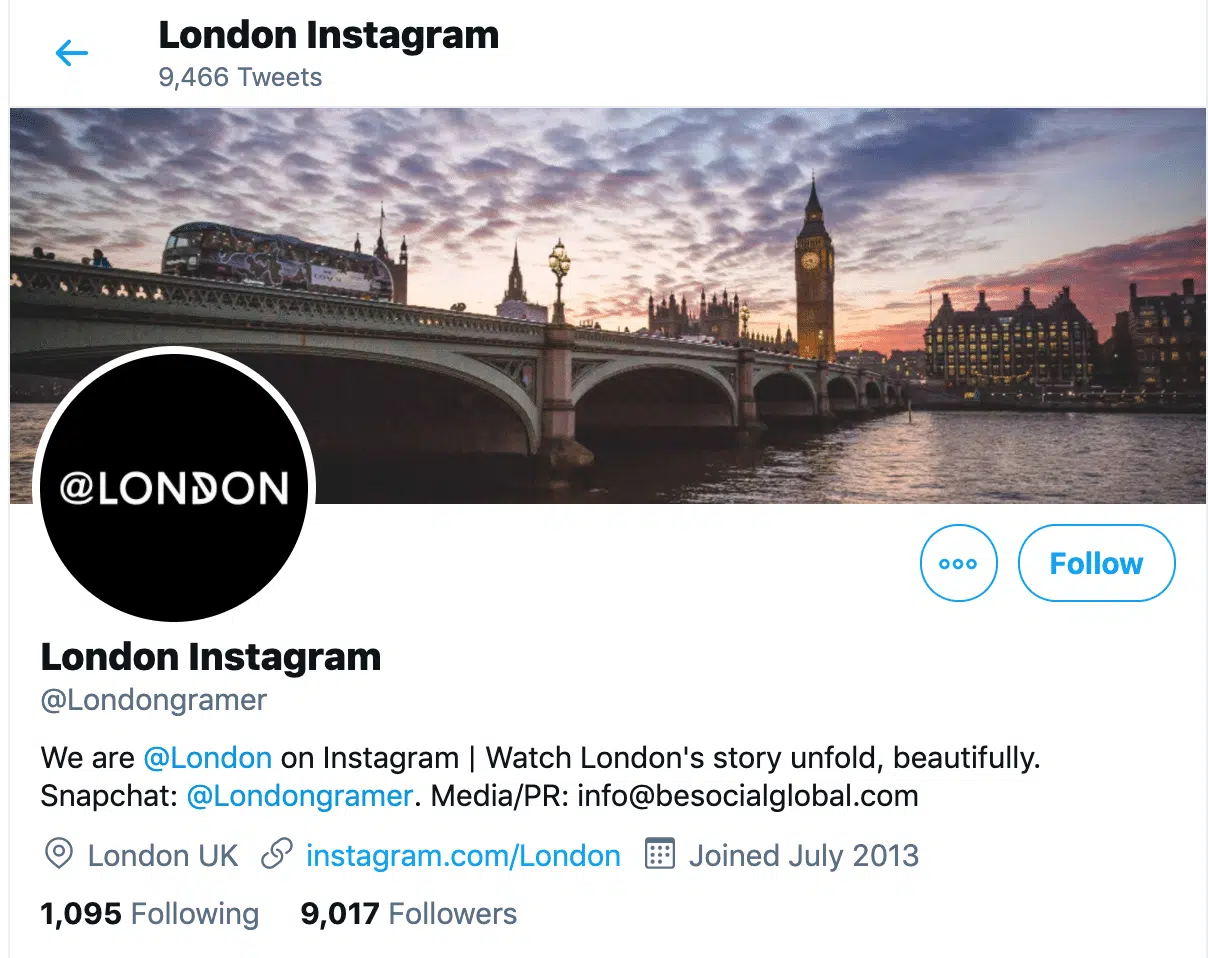 London Instagram
9,466 Tweets
@LONDON
Follow
London Instagram
@Londongramer
We are @London on Instagram | Watch London's story unfold, beautifully.
Snapchat: @Londongramer. Media/PR: info@besocialglobal.com
London UK instagram.com/London Joined July 2013
1,095 Following 9,017 Followers